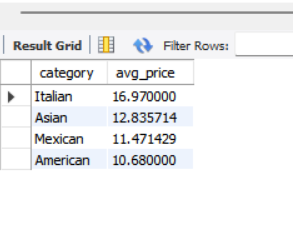 Result Grid Filter Rows:
category avg_price
Italian 16.970000
Asian 12.835714
Mexican 11.471429
American 10.680000